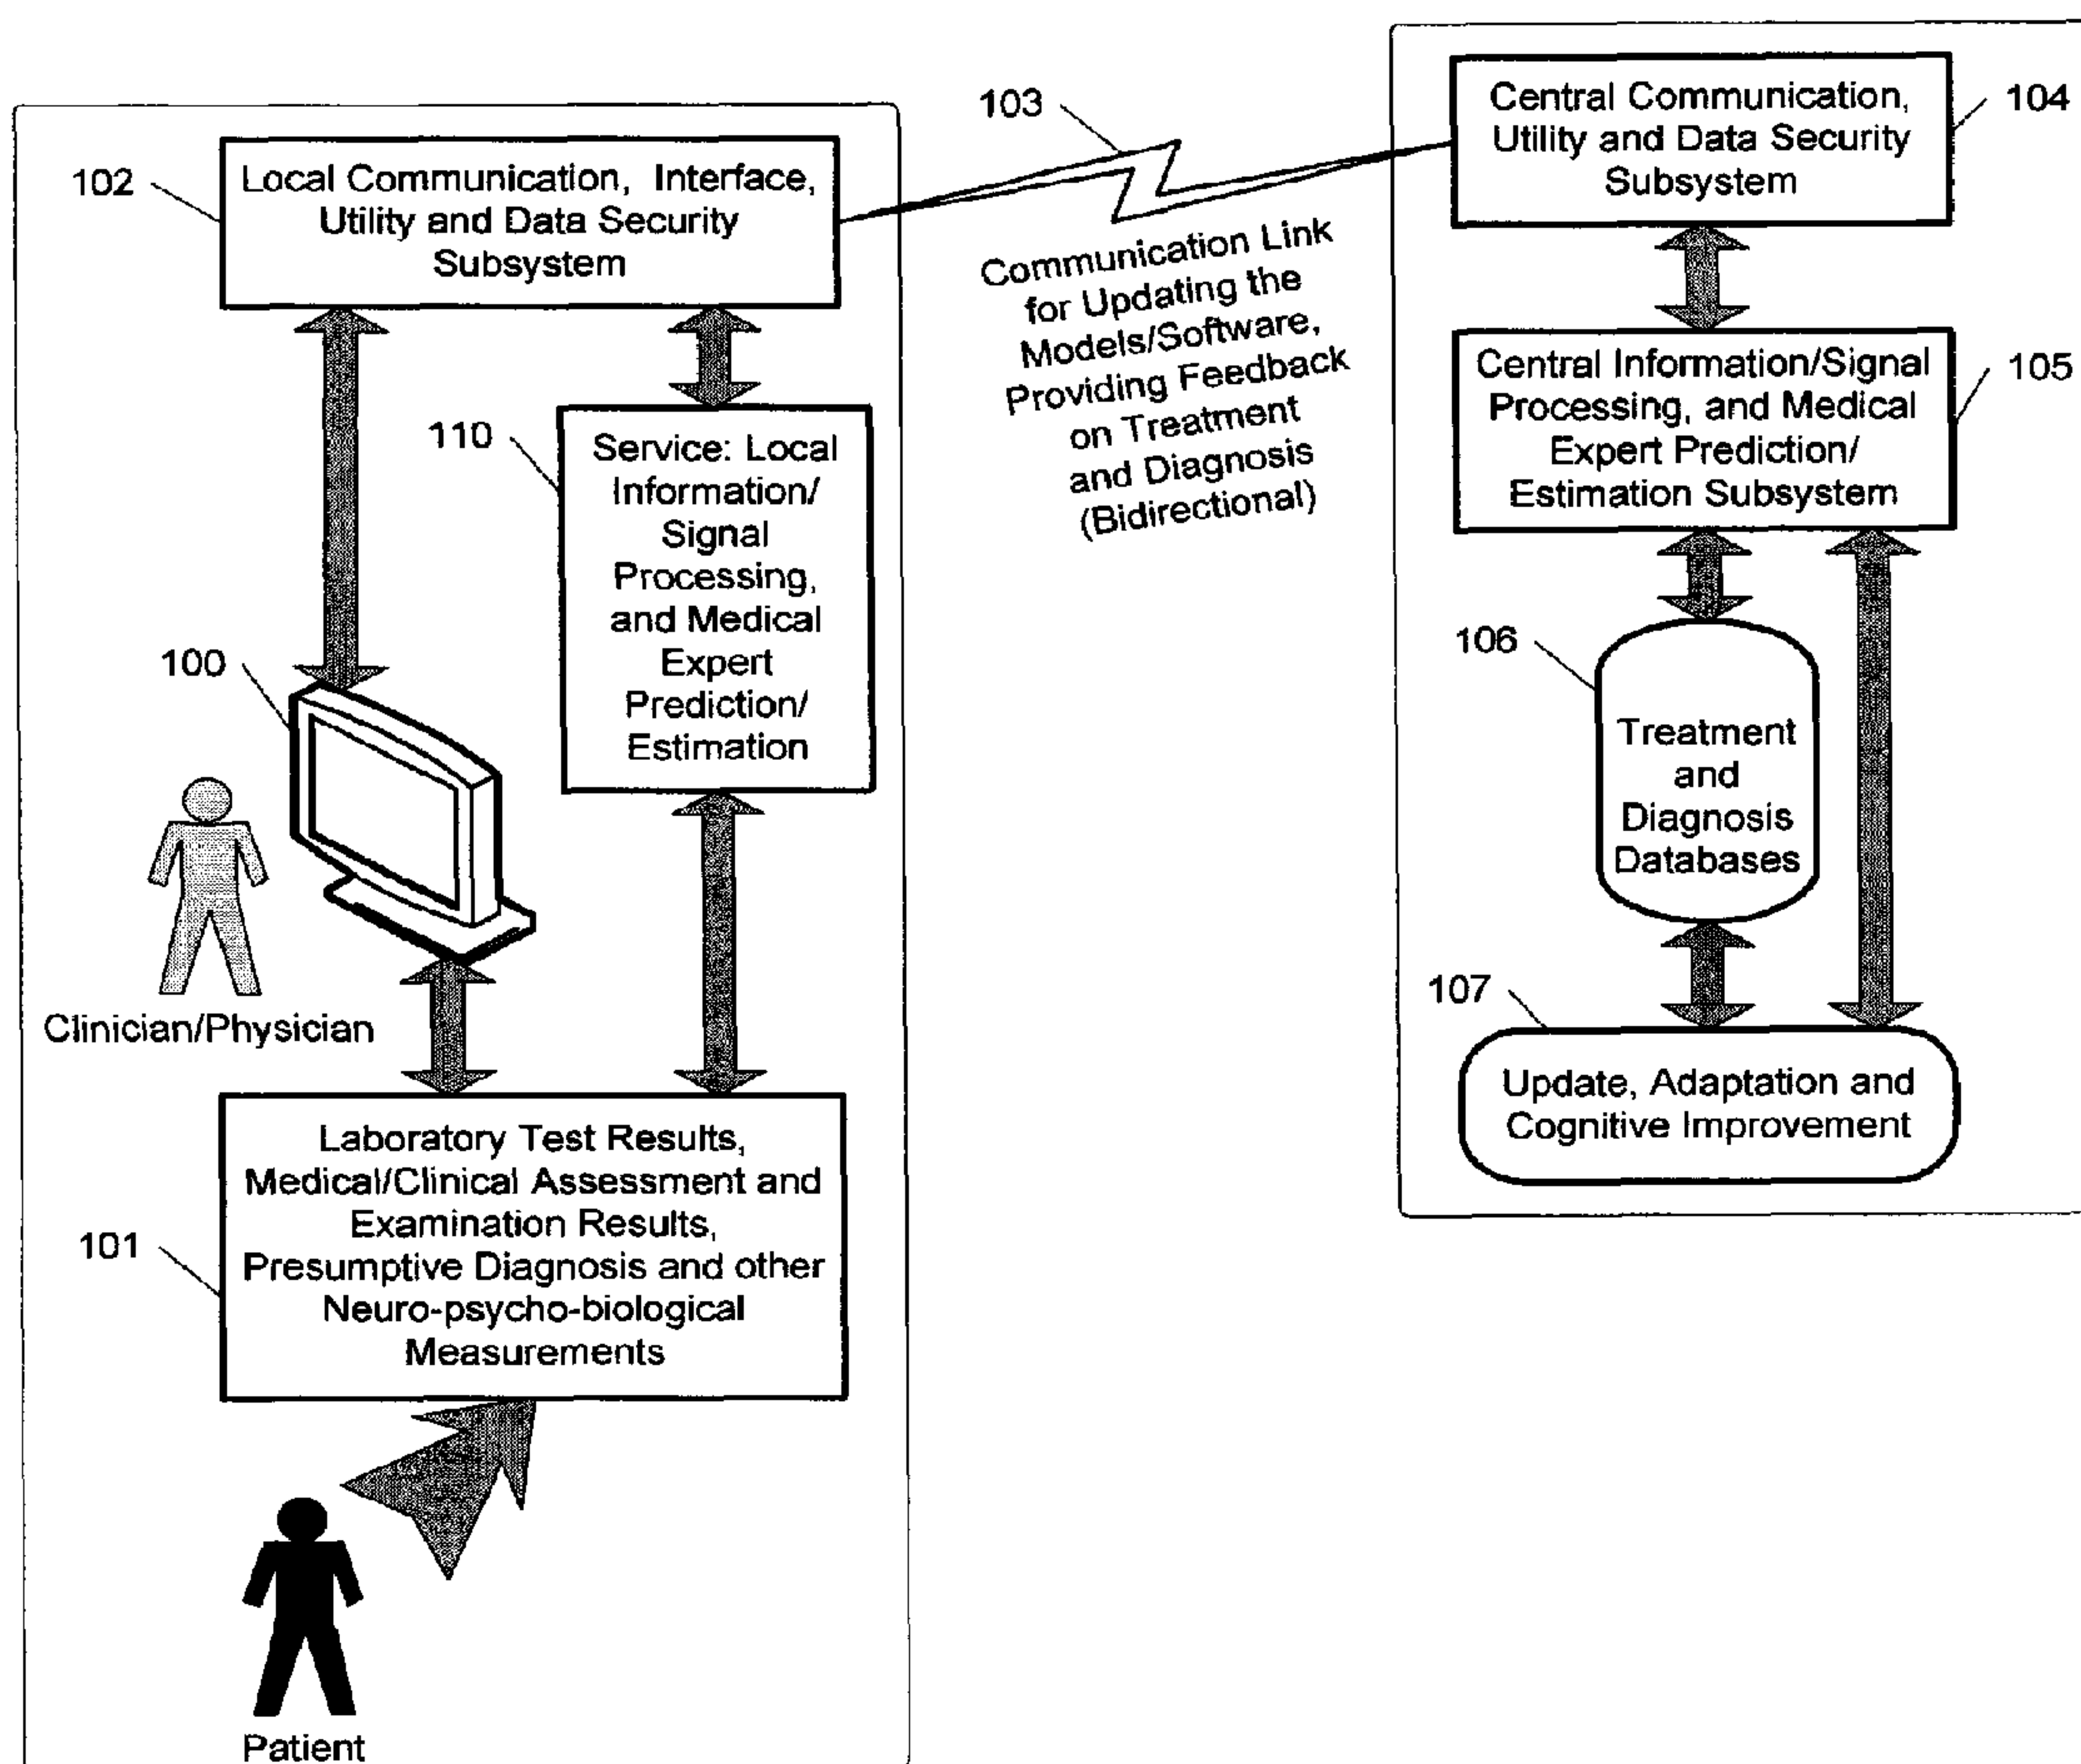 102
Local Communication, Interface,
Utility and Data Security
Subsystem
110
Service: Local
Information/
Signal
Processing,
and Medical
Expert
Prediction/
Estimation
100
Clinician/Physician
101
Laboratory Test Results,
Medical/Clinical Assessment and
Examination Results,
Presumptive Diagnosis and other
Neuro-psycho-biological
Measurements
Patient
103
Communication Link
for Updating the
Models/Software,
Providing Feedback
on Treatment
and Diagnosis
(Bidirectional)
Central Communication,
Utility and Data Security
Subsystem
104
Central Information/Signal
Processing, and Medical
Expert Prediction/
Estimation Subsystem
105
106
Treatment
and
Diagnosis
Databases
107
Update, Adaptation and
Cognitive Improvement